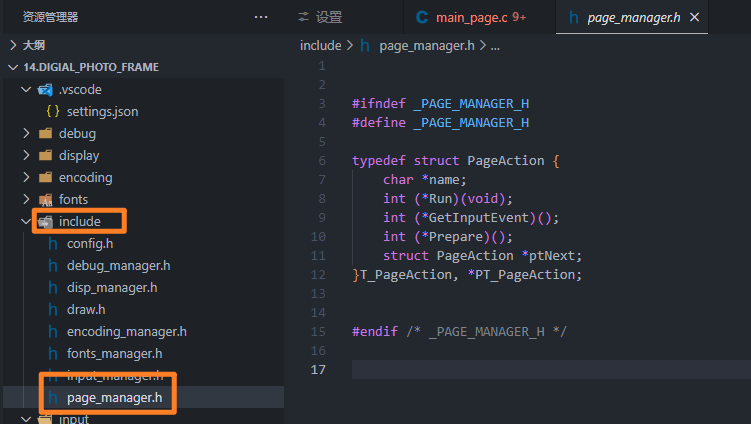 资源管理器
···
大纲
14.DIGIAL_PHOTO_FRAME
.vscode
{ } settings.json
debug
display
encoding
fonts
include
h config.h
h debug_manager.h
h disp_manager.h
h draw.h
h encoding_manager.h
h fonts_manager.h
h input_manager.h
h page_manager.h
input
设置
C main_page.c 9+
h page_manager.h ×
include > h page_manager.h > ...
1
2
3 #ifndef _PAGE_MANAGER_H
4 #define _PAGE_MANAGER_H
5
6 typedef struct PageAction {
7 char *name;
8 int (*Run)(void);
9 int (*GetInputEvent)();
10 int (*Prepare)();
11 struct PageAction *ptNext;
12 }T_PageAction, *PT_PageAction;
13
14
15 #endif /* _PAGE_MANAGER_H */
16
17